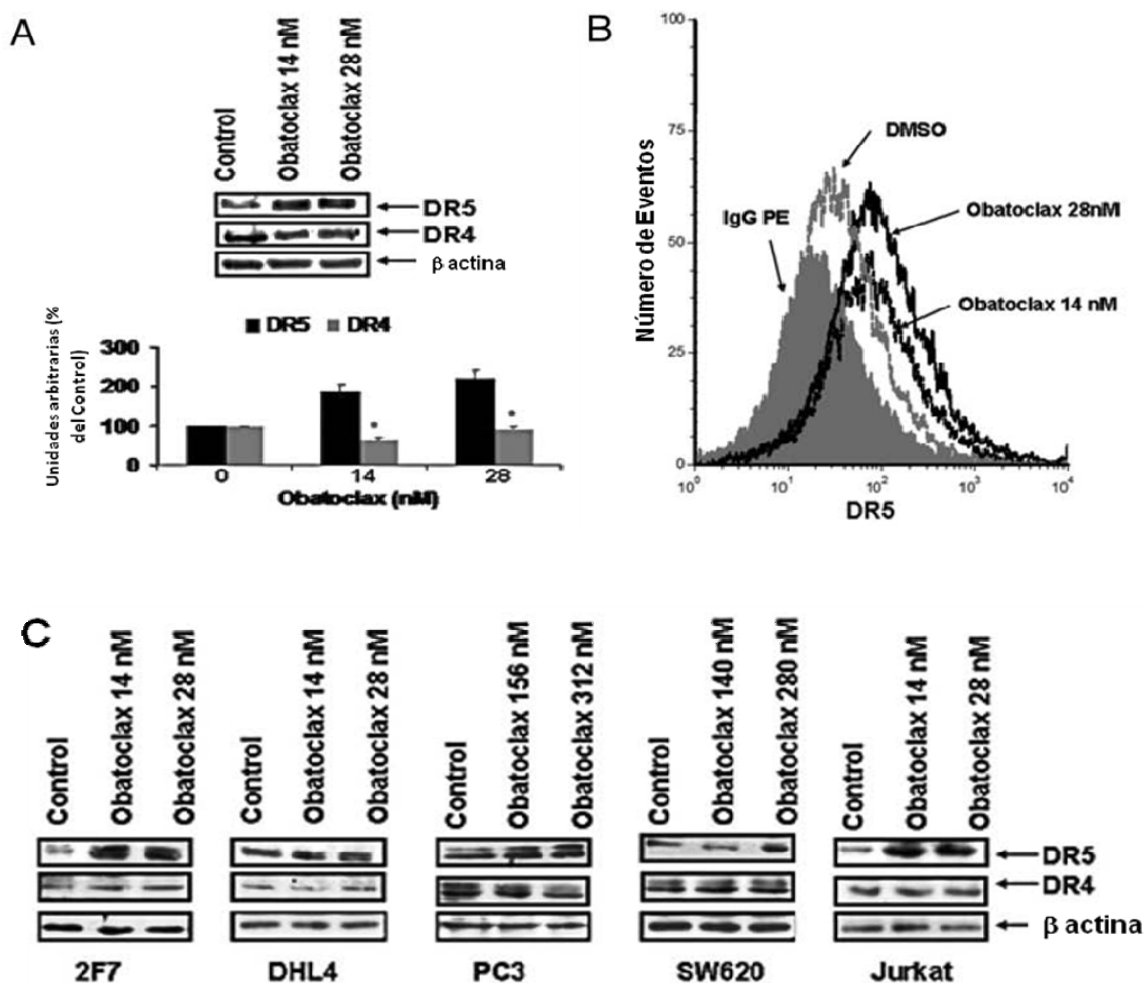 A
Control
Obatoclax 14 nM
Obatoclax 28 nM
DR5
DR4
β actina
DR5 DR4
Unidades arbitrarias (%
del Control)
300
200
100
0
* *
0 14 28
Obatoclax (nM)
B
Número de Eventos
100
75
50
25
0
DMSO
IgG PE
Obatoclax 28nM
Obatoclax 14 nM
10⁰ 10¹ 10² 10³ 10⁴
DR5
C
Control
Obatoclax 14 nM
Obatoclax 28 nM
Control
Obatoclax 14 nM
Obatoclax 28 nM
Control
Obatoclax 156 nM
Obatoclax 312 nM
Control
Obatoclax 140 nM
Obatoclax 280 nM
Control
Obatoclax 14 nM
Obatoclax 28 nM
DR5
DR4
β actina
2F7 DHL4 PC3 SW620 Jurkat